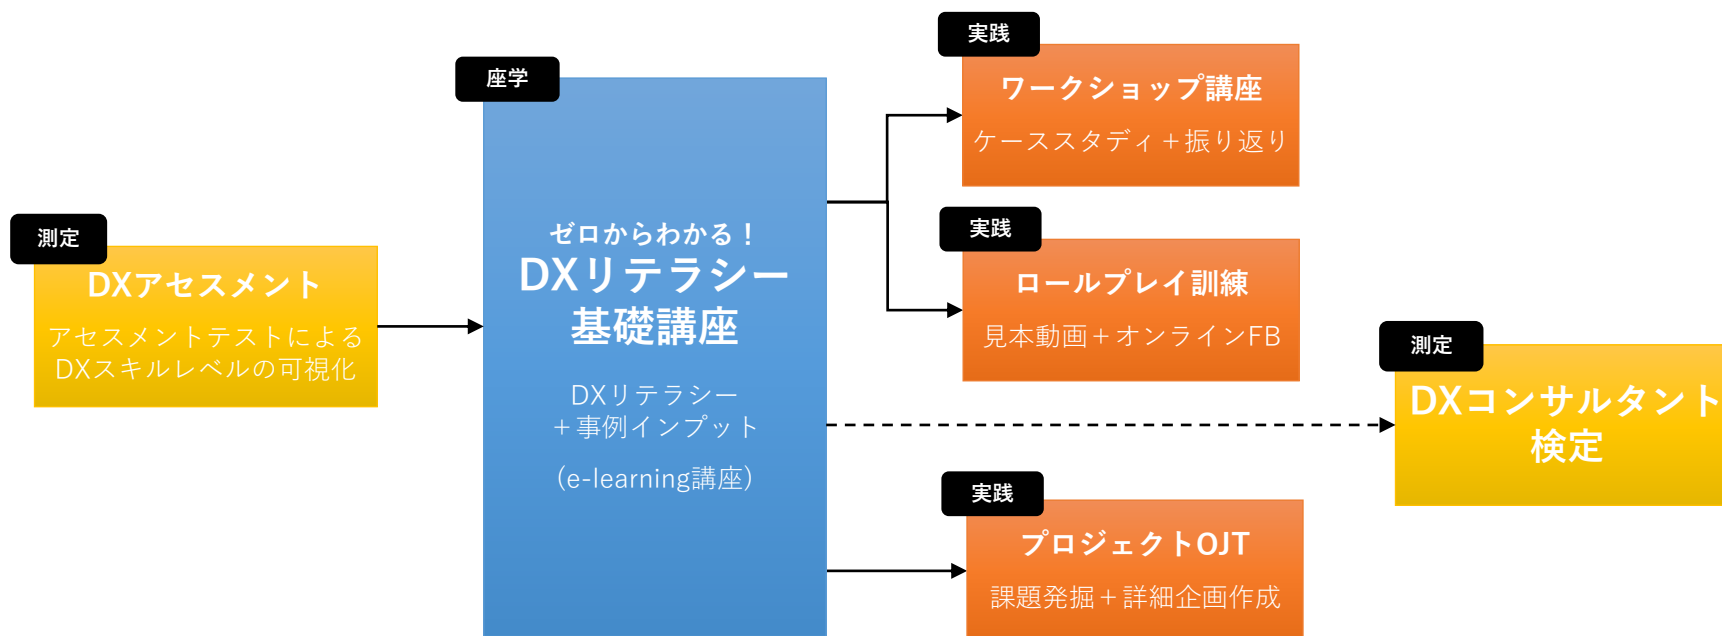 測定
DXアセスメント
アセスメントテストによる
DXスキルレベルの可視化
座学
ゼロからわかる！
DXリテラシー
基礎講座
DXリテラシー
＋事例インプット
（e-learning講座）
実践
ワークショップ講座
ケーススタディ＋振り返り
実践
ロールプレイ訓練
見本動画＋オンラインFB
実践
プロジェクトOJT
課題発掘＋詳細企画作成
測定
DXコンサルタント
検定